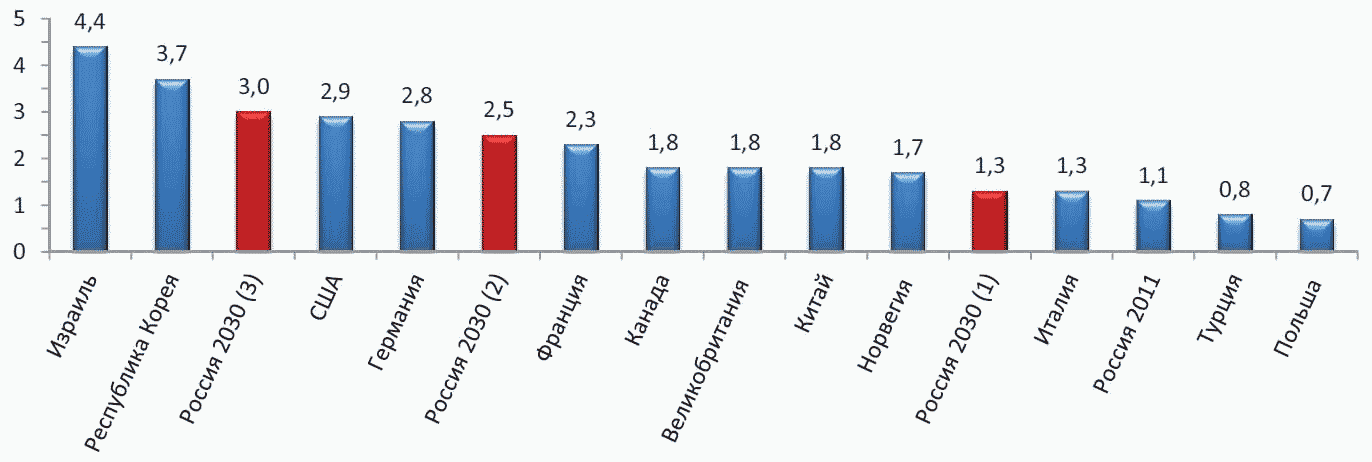 5
4
3
2
1
0
4,4
3,7
3,0
2,9
2,8
2,5
2,3
1,8
1,8
1,8
1,7
1,3
1,3
1,1
0,8
0,7
Израиль
Республика Корея
Россия 2030 (3)
США
Германия
Россия 2030 (2)
Франция
Канада
Великобритания
Китай
Норвегия
Россия 2030 (1)
Италия
Россия 2011
Турция
Польша